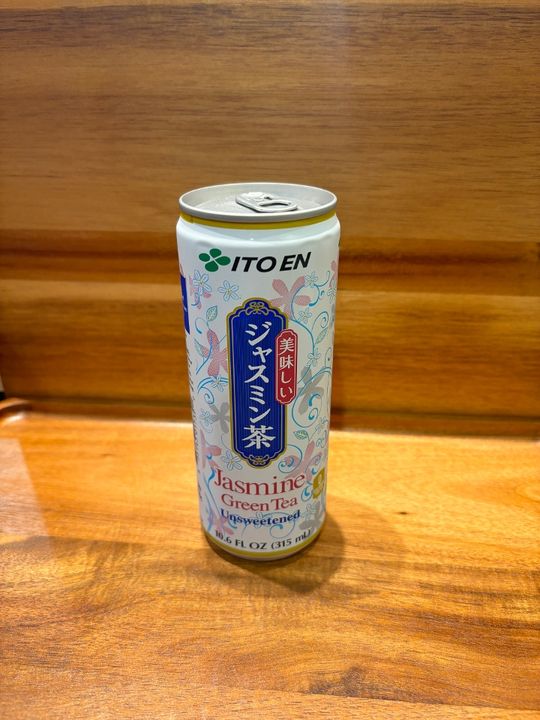 ITO EN
美味しい
ジャスミン茶
Jasmine
Green Tea
Unsweetened
10.6 FL OZ (315 mL)